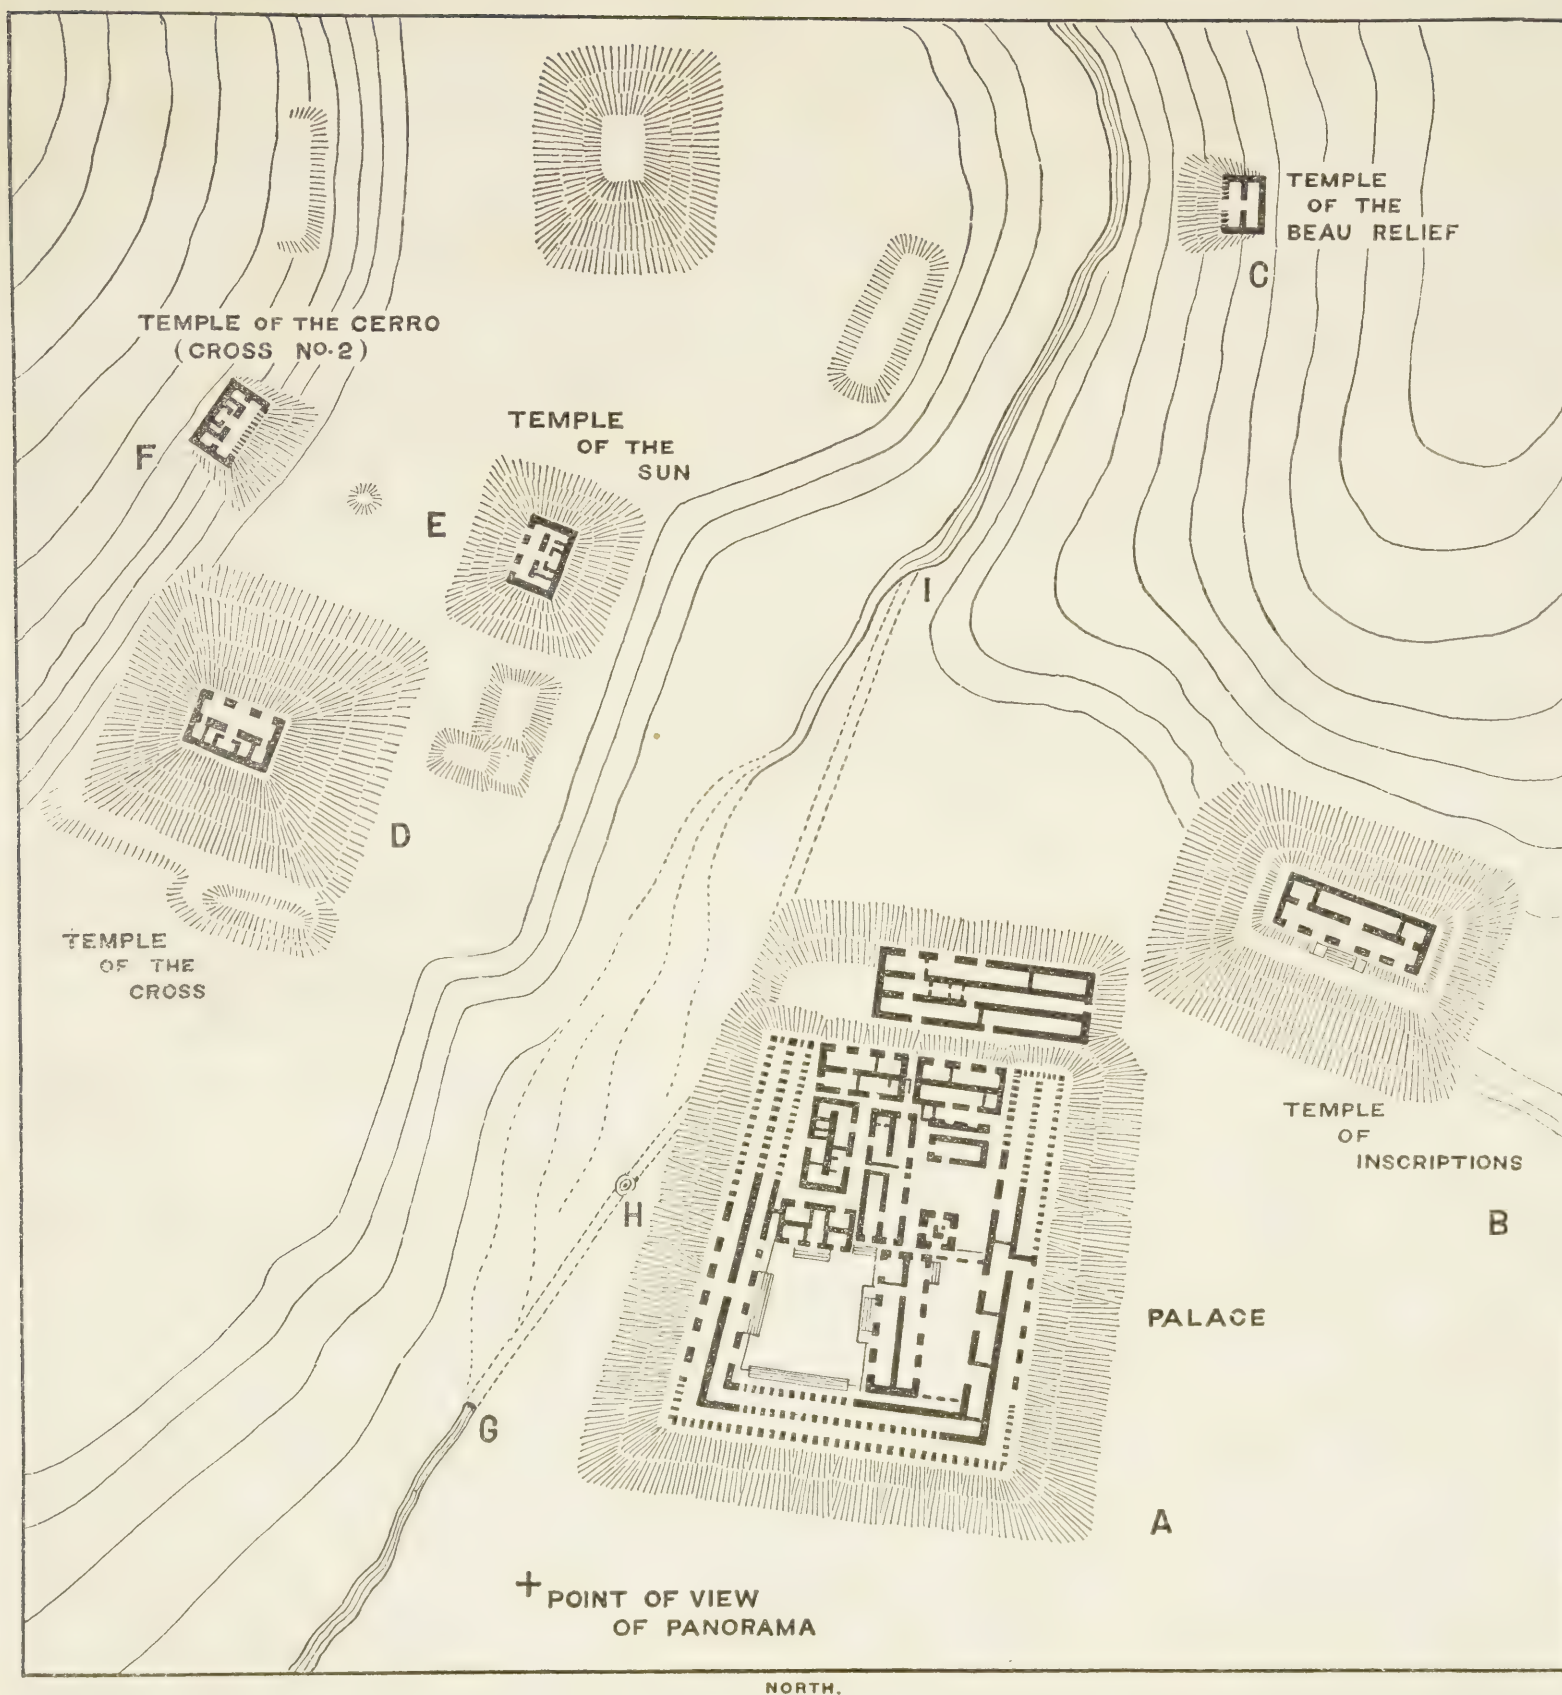 TEMPLE
OF THE
BEAU RELIEF
C
TEMPLE OF THE CERRO
(CROSS No. 2)
F
TEMPLE
OF THE
SUN
E
I
D
TEMPLE
OF THE
CROSS
TEMPLE
OF
INSCRIPTIONS
B
H
PALACE
G
A
+ POINT OF VIEW
OF PANORAMA
NORTH.